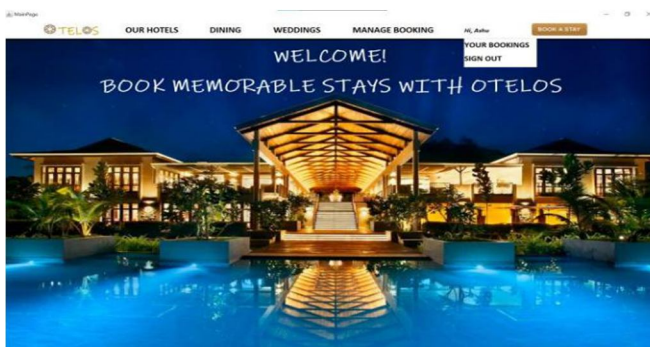 MainPage
OTELOS
OUR HOTELS
DINING
WEDDINGS
MANAGE BOOKING
Hi, Ashu
BOOK A STAY
YOUR BOOKINGS
SIGN OUT
WELCOME!
BOOK MEMORABLE STAYS WITH OTELOS